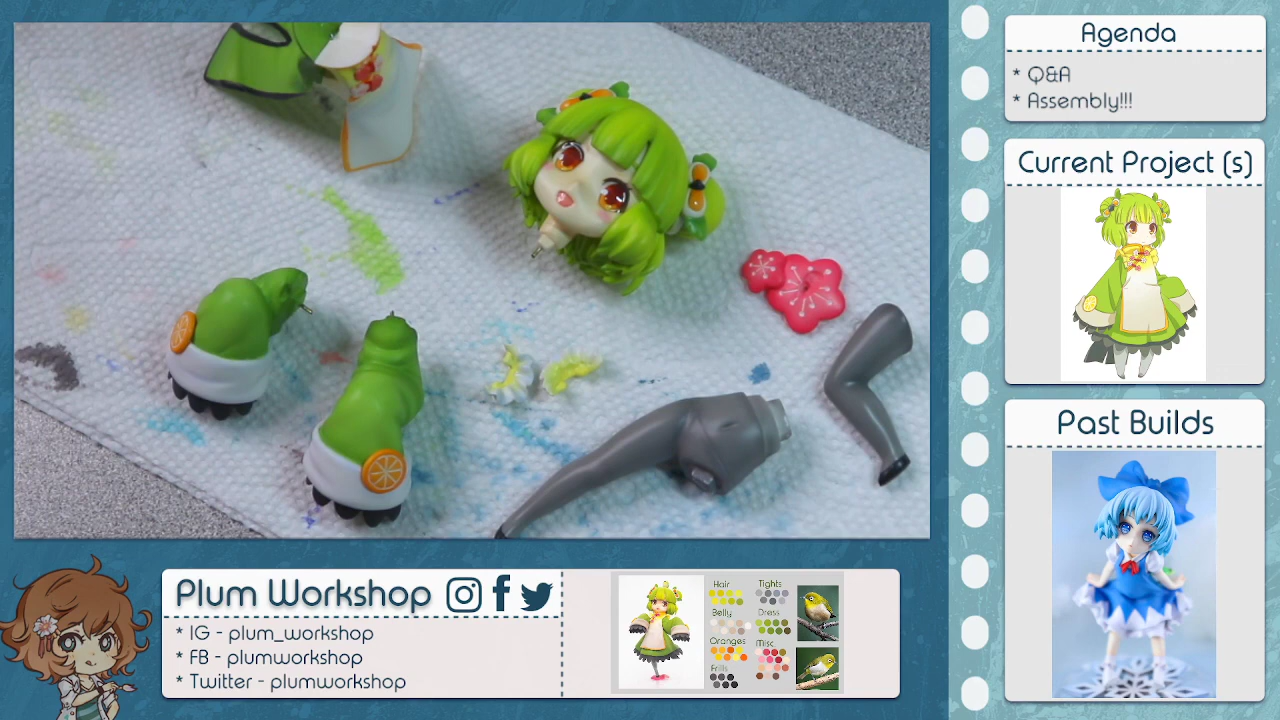 Agenda
* Q&A
* Assembly!!!
Current Project (s)
Past Builds
Plum Workshop
* IG - plum_workshop
* FB - plumworkshop
* Twitter - plumworkshop
Hair
Tights
Belly
Dress
Oranges
Misc.
Frills